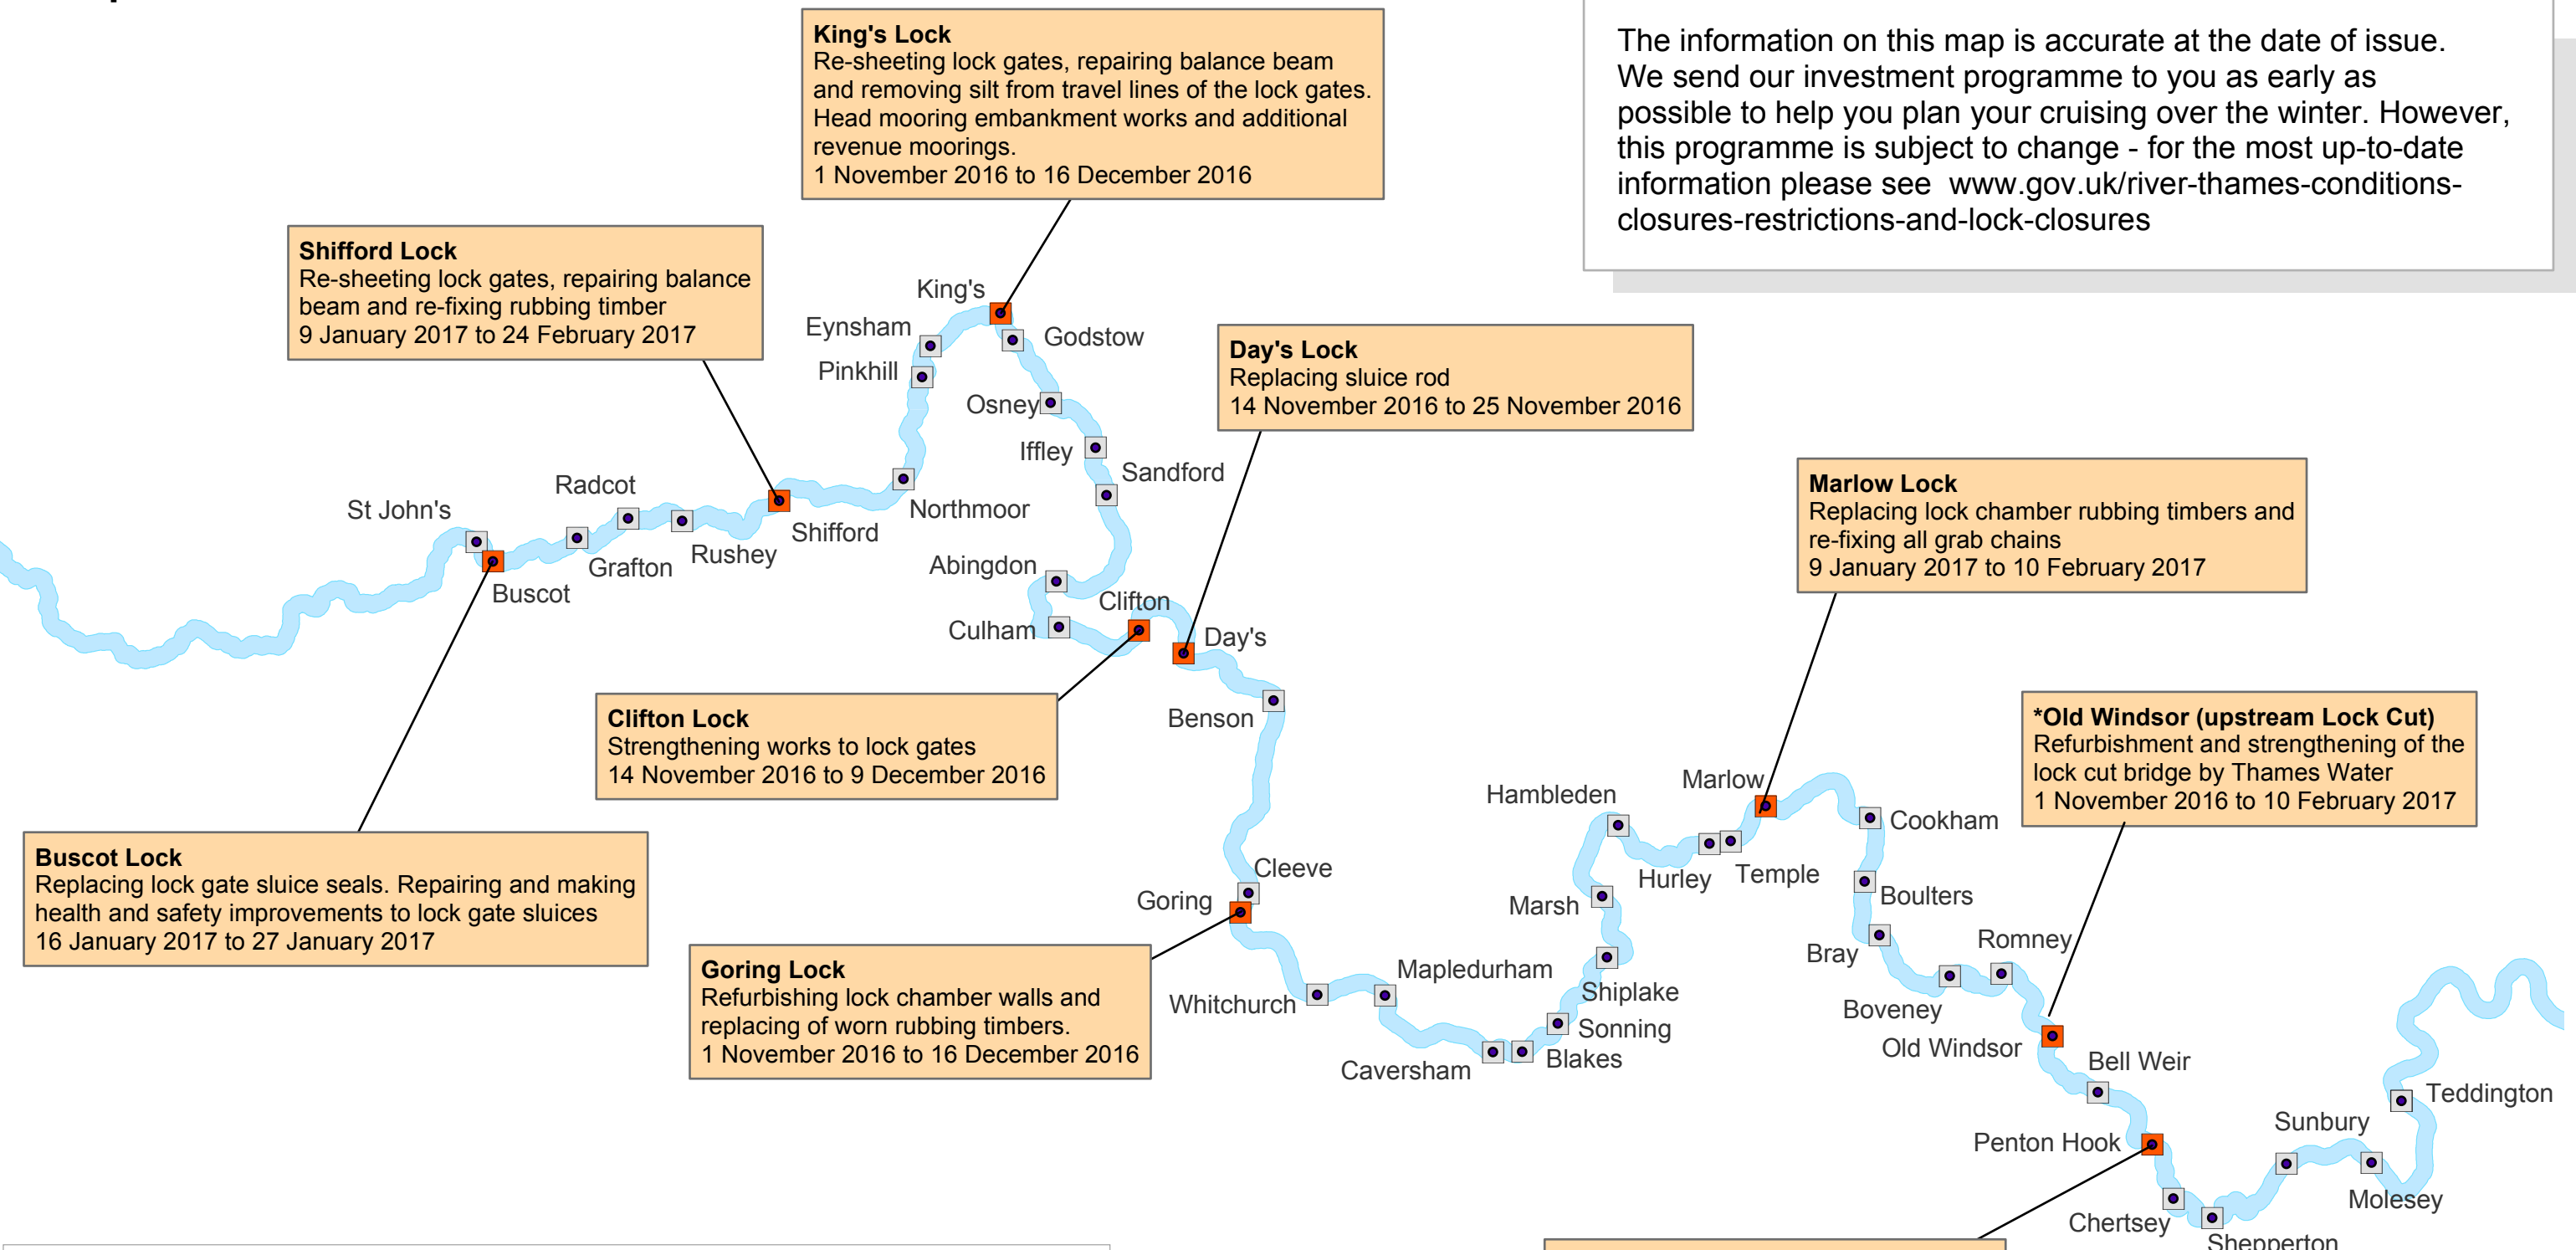 King's Lock
Re-sheeting lock gates, repairing balance beam
and removing silt from travel lines of the lock gates.
Head mooring embankment works and additional
revenue moorings.
1 November 2016 to 16 December 2016
The information on this map is accurate at the date of issue.
We send our investment programme to you as early as
possible to help you plan your cruising over the winter. However,
this programme is subject to change - for the most up-to-date
information please see www.gov.uk/river-thames-conditions-
closures-restrictions-and-lock-closures
Shifford Lock
Re-sheeting lock gates, repairing balance
beam and re-fixing rubbing timber
9 January 2017 to 24 February 2017
King's
Eynsham
Godstow
Pinkhill
Osney
Day's Lock
Replacing sluice rod
14 November 2016 to 25 November 2016
Iffley
Sandford
Radcot
St John's
Northmoor
Shifford
Rushey
Grafton
Buscot
Marlow Lock
Replacing lock chamber rubbing timbers and
re-fixing all grab chains
9 January 2017 to 10 February 2017
Abingdon
Clifton
Culham
Day's
Benson
Clifton Lock
Strengthening works to lock gates
14 November 2016 to 9 December 2016
*Old Windsor (upstream Lock Cut)
Refurbishment and strengthening of the
lock cut bridge by Thames Water
1 November 2016 to 10 February 2017
Marlow
Hambleden
Cookham
Buscot Lock
Replacing lock gate sluice seals. Repairing and making
health and safety improvements to lock gate sluices
16 January 2017 to 27 January 2017
Cleeve
Goring
Hurley
Temple
Marsh
Boulters
Bray
Romney
Goring Lock
Refurbishing lock chamber walls and
replacing of worn rubbing timbers.
1 November 2016 to 16 December 2016
Mapledurham
Whitchurch
Shiplake
Sonning
Blakes
Caversham
Boveney
Old Windsor
Bell Weir
Teddington
Sunbury
Penton Hook
Molesey
Chertsey
Shepperton